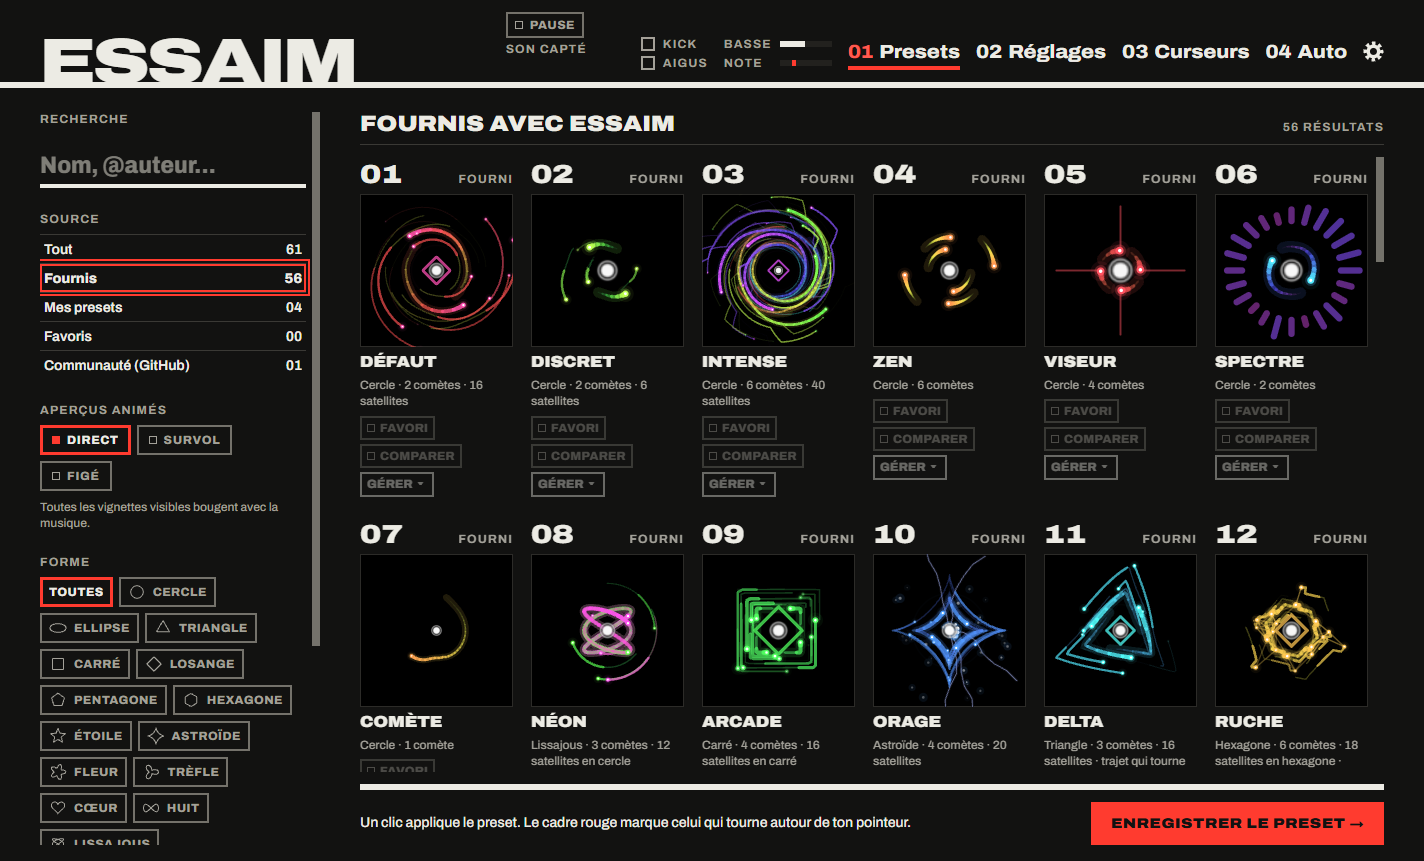 ESSAIM
PAUSE
SON CAPTÉ
KICK
AIGUS
BASSE
NOTE
01 Presets 02 Réglages 03 Curseurs 04 Auto
RECHERCHE
Nom, @auteur...
SOURCE
Tout 61
Fournis 56
Mes presets 04
Favoris 00
Communauté (GitHub) 01
APERÇUS ANIMÉS
DIRECT SURVOL
FIGÉ
Toutes les vignettes visibles bougent avec la
musique.
FORME
TOUTES CERCLE
ELLIPSE TRIANGLE
CARRÉ LOSANGE
PENTAGONE HEXAGONE
ÉTOILE ASTROÏDE
FLEUR TRÈFLE
CŒUR HUIT
LISSAJOUS
FOURNIS AVEC ESSAIM 56 RÉSULTATS
01 FOURNI
DÉFAUT
Cercle · 2 comètes · 16
satellites
FAVORI
COMPARER
GÉRER
02 FOURNI
DISCRET
Cercle · 2 comètes · 6
satellites
FAVORI
COMPARER
GÉRER
03 FOURNI
INTENSE
Cercle · 6 comètes · 40
satellites
FAVORI
COMPARER
GÉRER
04 FOURNI
ZEN
Cercle · 6 comètes
FAVORI
COMPARER
GÉRER
05 FOURNI
VISEUR
Cercle · 4 comètes
FAVORI
COMPARER
GÉRER
06 FOURNI
SPECTRE
Cercle · 2 comètes
FAVORI
COMPARER
GÉRER
07 FOURNI
COMÈTE
Cercle · 1 comète
FAVORI
08 FOURNI
NÉON
Lissajous · 3 comètes · 12
satellites en cercle
09 FOURNI
ARCADE
Carré · 4 comètes · 16
satellites en carré
10 FOURNI
ORAGE
Astroïde · 4 comètes · 20
satellites
11 FOURNI
DELTA
Triangle · 3 comètes · 16
satellites · trajet qui tourne
12 FOURNI
RUCHE
Hexagone · 6 comètes · 18
satellites en hexagone ·
Un clic applique le preset. Le cadre rouge marque celui qui tourne autour de ton pointeur.
ENREGISTRER LE PRESET →